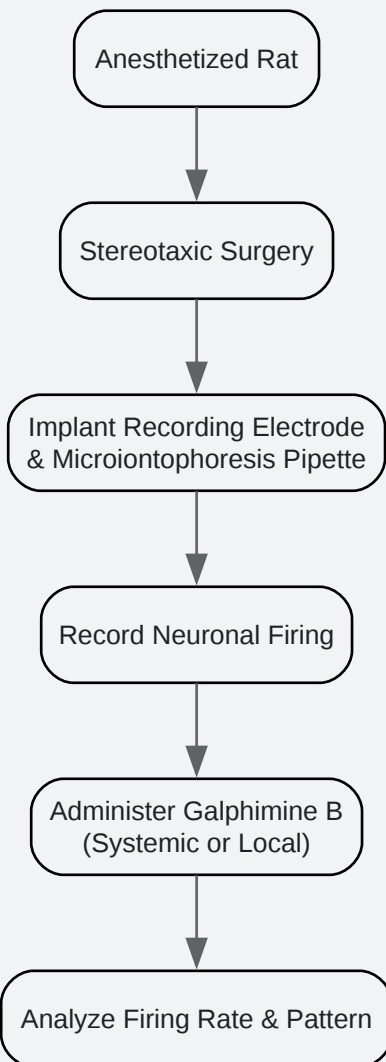 Anesthetized Rat
Stereotaxic Surgery
Implant Recording Electrode
& Microiontophoresis Pipette
Record Neuronal Firing
Administer Galphimine B
(Systemic or Local)
Analyze Firing Rate & Pattern